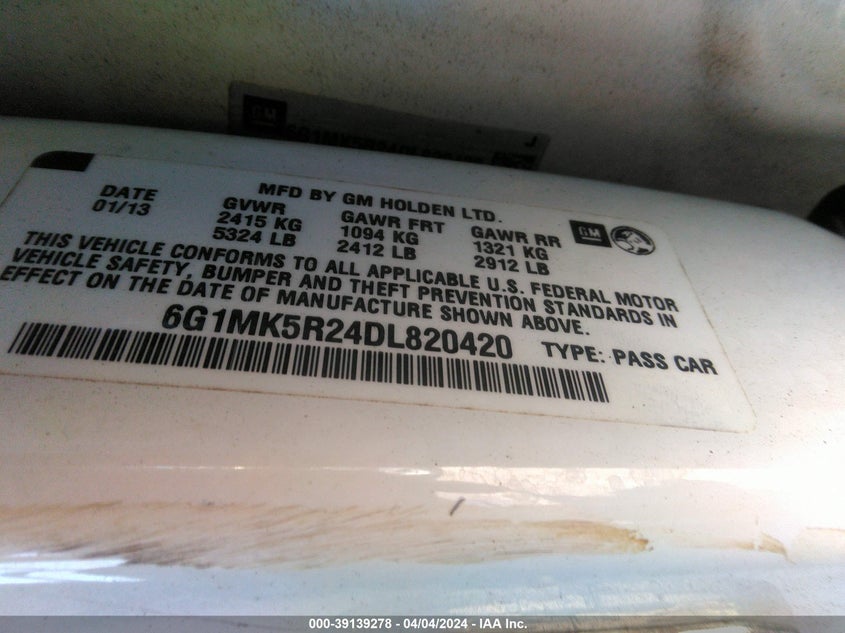 GM
J
DATE
01/13
MFD BY GM HOLDEN LTD.
GVWR GAWR FRT GAWR RR
2415 KG 1094 KG 1321 KG
5324 LB 2412 LB 2912 LB
GM
THIS VEHICLE CONFORMS TO ALL APPLICABLE U.S. FEDERAL MOTOR
VEHICLE SAFETY, BUMPER AND THEFT PREVENTION STANDARDS IN
EFFECT ON THE DATE OF MANUFACTURE SHOWN ABOVE.
6G1MK5R24DL820420 TYPE: PASS CAR
000-39139278 - 04/04/2024 - IAA Inc.